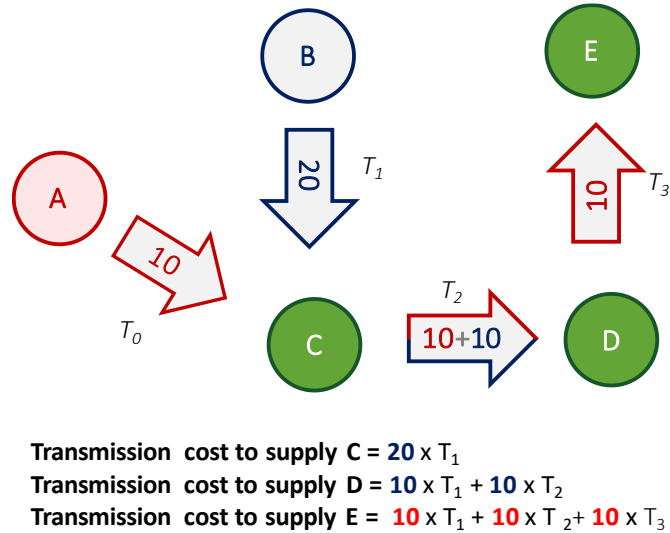 B
E
20
T1
10
T3
A
10
T0
T2
C
10+10
D
Transmission cost to supply C = 20 x T1
Transmission cost to supply D = 10 x T1 + 10 x T2
Transmission cost to supply E = 10 x T1 + 10 x T 2+ 10 x T3